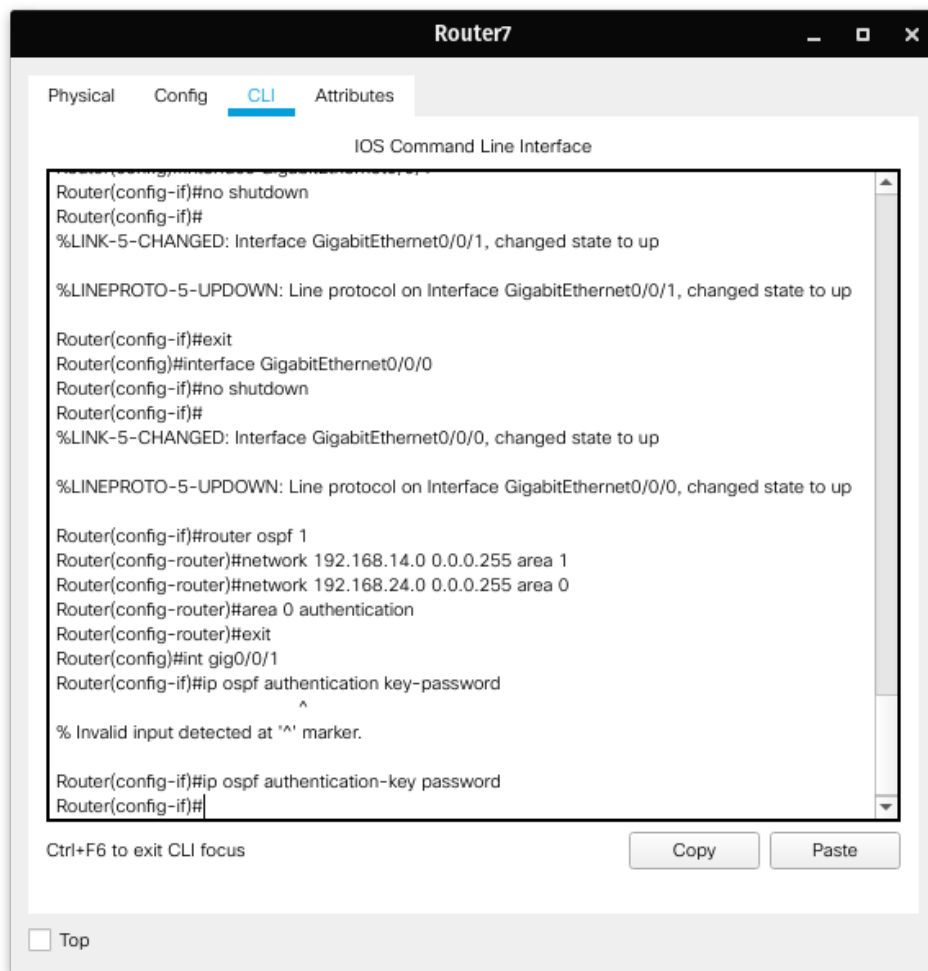 Router7
Physical Config CLI Attributes
IOS Command Line Interface
Router(config-if)#no shutdown
Router(config-if)#
%LINK-5-CHANGED: Interface GigabitEthernet0/0/1, changed state to up
%LINEPROTO-5-UPDOWN: Line protocol on Interface GigabitEthernet0/0/1, changed state to up
Router(config-if)#exit
Router(config)#interface GigabitEthernet0/0/0
Router(config-if)#no shutdown
Router(config-if)#
%LINK-5-CHANGED: Interface GigabitEthernet0/0/0, changed state to up
%LINEPROTO-5-UPDOWN: Line protocol on Interface GigabitEthernet0/0/0, changed state to up
Router(config-if)#router ospf 1
Router(config-router)#network 192.168.14.0 0.0.0.255 area 1
Router(config-router)#network 192.168.24.0 0.0.0.255 area 0
Router(config-router)#area 0 authentication
Router(config-router)#exit
Router(config)#int gig0/0/1
Router(config-if)#ip ospf authentication key-password
^
% Invalid input detected at '^' marker.
Router(config-if)#ip ospf authentication-key password
Router(config-if)#
Ctrl+F6 to exit CLI focus
Copy Paste
Top